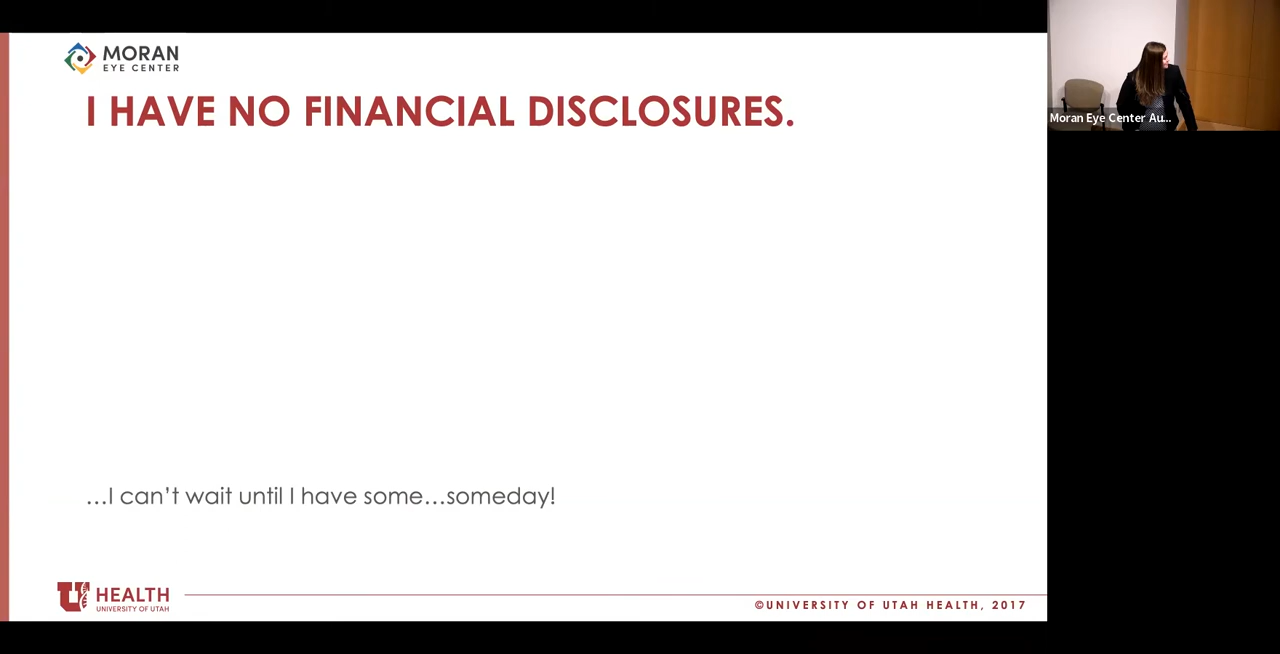 MORAN
EYE CENTER
I HAVE NO FINANCIAL DISCLOSURES.
Moran Eye Center Au...
...I can't wait until I have some...someday!
U HEALTH
UNIVERSITY OF UTAH
©UNIVERSITY OF UTAH HEALTH, 2017